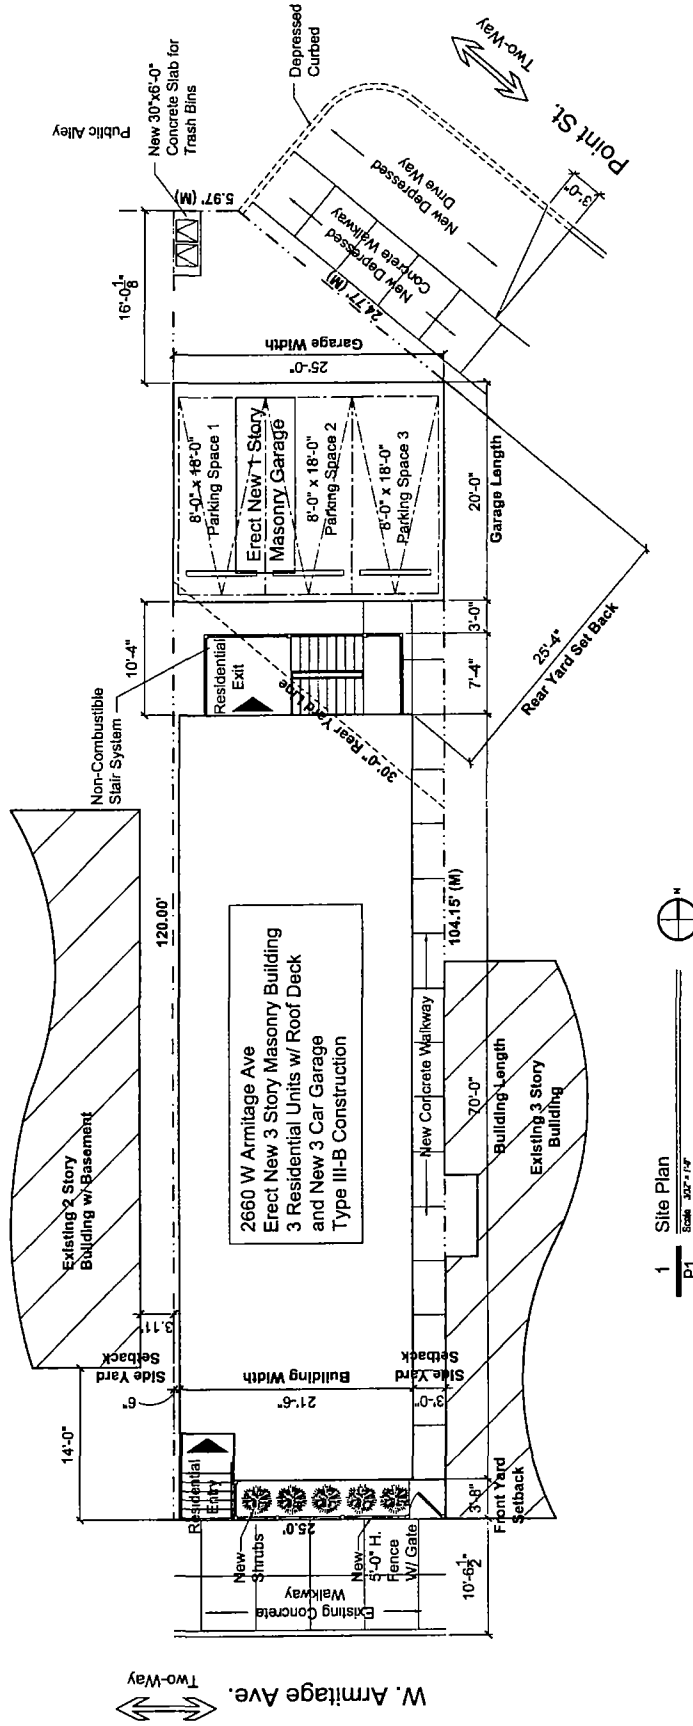 Point St.
Two-Way
Depressed
Curbed
New Depressed
Drive Way
3'-0"
New Depressed
Concrete Walkway
24.77' (M)
5.97' (M)
Public Alley
New 30"x6'-0"
Concrete Slab for
Trash Bins
16'-0 1/8"
Garage Width
25'-0"
8'-0" x 18'-0"
Parking Space 1
Erect New 1 Story
Masonry Garage
8'-0" x 18'-0"
Parking Space 2
8'-0" x 18'-0"
Parking Space 3
20'-0"
Garage Length
10'-4"
3'-0"
7'-4"
25'-4"
Rear Yard Set Back
Non-Combustible
Stair System
Residential
Exit
30'-0" Rear Yard Line
120.00'
104.15' (M)
2660 W Armitage Ave
Erect New 3 Story Masonry Building
3 Residential Units w/ Roof Deck
and New 3 Car Garage
Type III-B Construction
New Concrete Walkway
70'-0"
Building Length
Existing 3 Story
Building
Existing 2 Story
Building w/ Basement
3.11'
Side Yard
Setback
6"
Building Width
21'-6"
Side Yard
Setback
3'-0"
14'-0"
Residential
Entry
25.0'
New
Shrubs
New
5'-0" H.
Fence
W/ Gate
3'-6"
Front Yard
Setback
10'-6 1/2"
Existing Concrete
Walkway
W. Armitage Ave.
Two-Way
1
P1
Site Plan
Scale 3/32" = 1'-0"
N